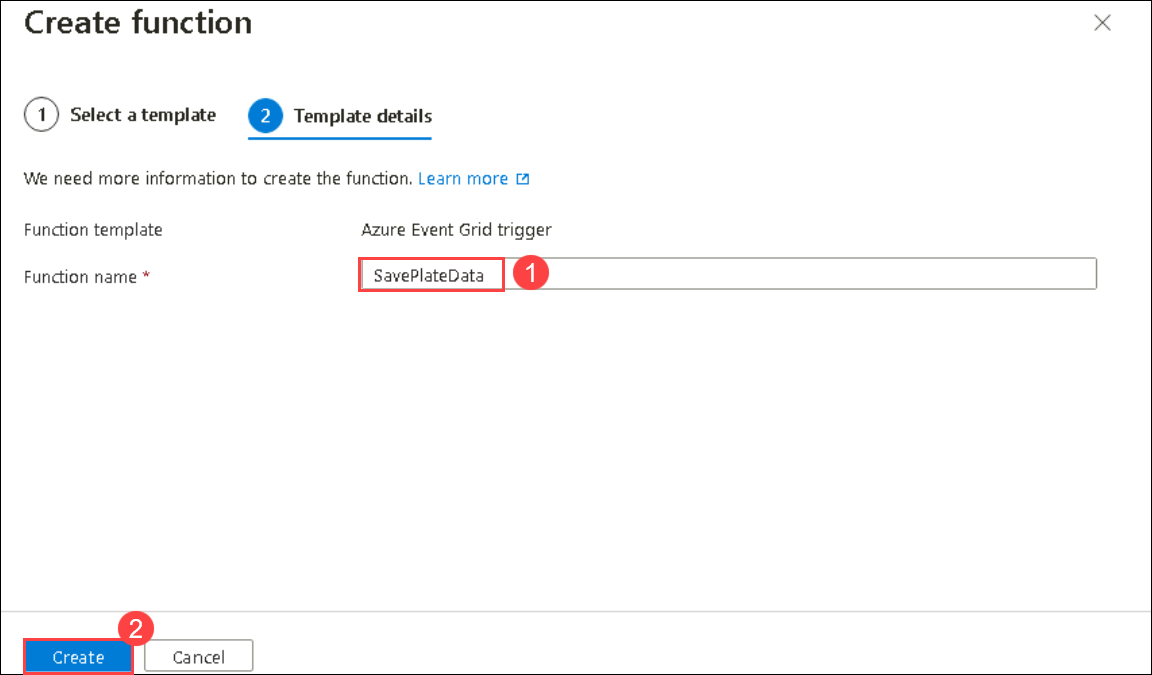 Create function
1 Select a template 2 Template details
We need more information to create the function. Learn more
Function template Azure Event Grid trigger
Function name * SavePlateData 1
2
Create Cancel